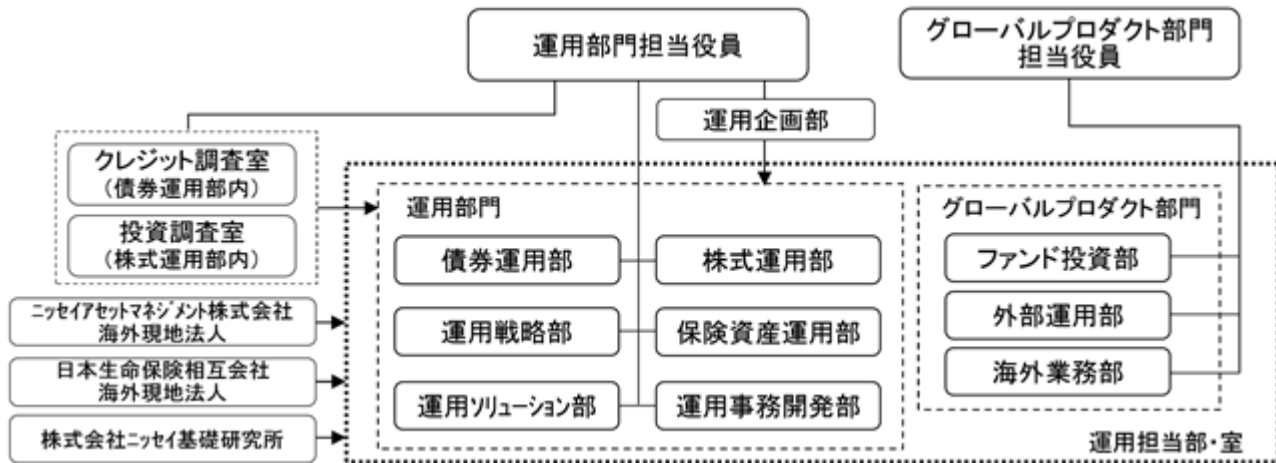 運用部門担当役員
グローバルプロダクト部門
担当役員
運用企画部
クレジット調査室
(債券運用部内)
投資調査室
(株式運用部内)
ニッセイアセットマネジメント株式会社
海外現地法人
日本生命保険相互会社
海外現地法人
株式会社ニッセイ基礎研究所
運用部門
債券運用部
株式運用部
運用戦略部
保険資産運用部
運用ソリューション部
運用事務開発部
グローバルプロダクト部門
ファンド投資部
外部運用部
海外業務部
運用担当部・室